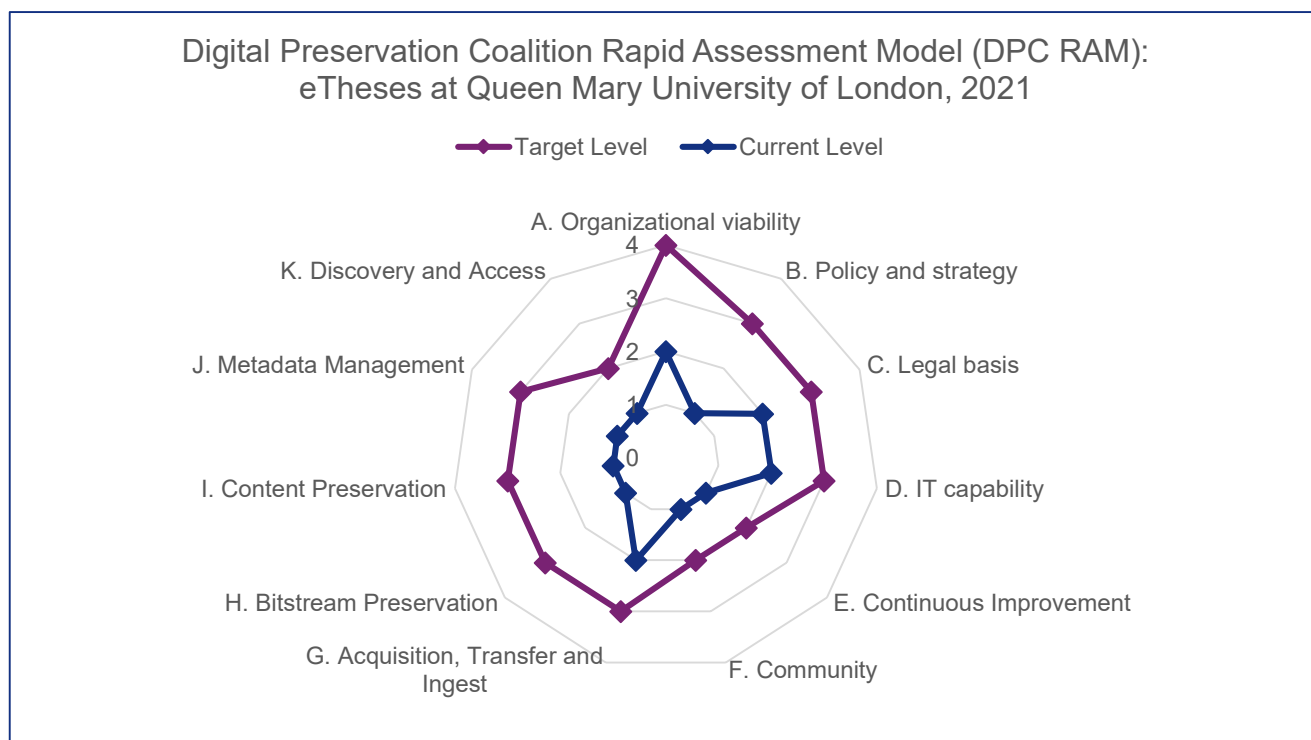 Digital Preservation Coalition Rapid Assessment Model (DPC RAM):
eTheses at Queen Mary University of London, 2021
Target Level
Current Level
A. Organizational viability
4
K. Discovery and Access
B. Policy and strategy
3
J. Metadata Management
2
C. Legal basis
1
0
I. Content Preservation
D. IT capability
H. Bitstream Preservation
E. Continuous Improvement
G. Acquisition, Transfer and
Ingest
F. Community